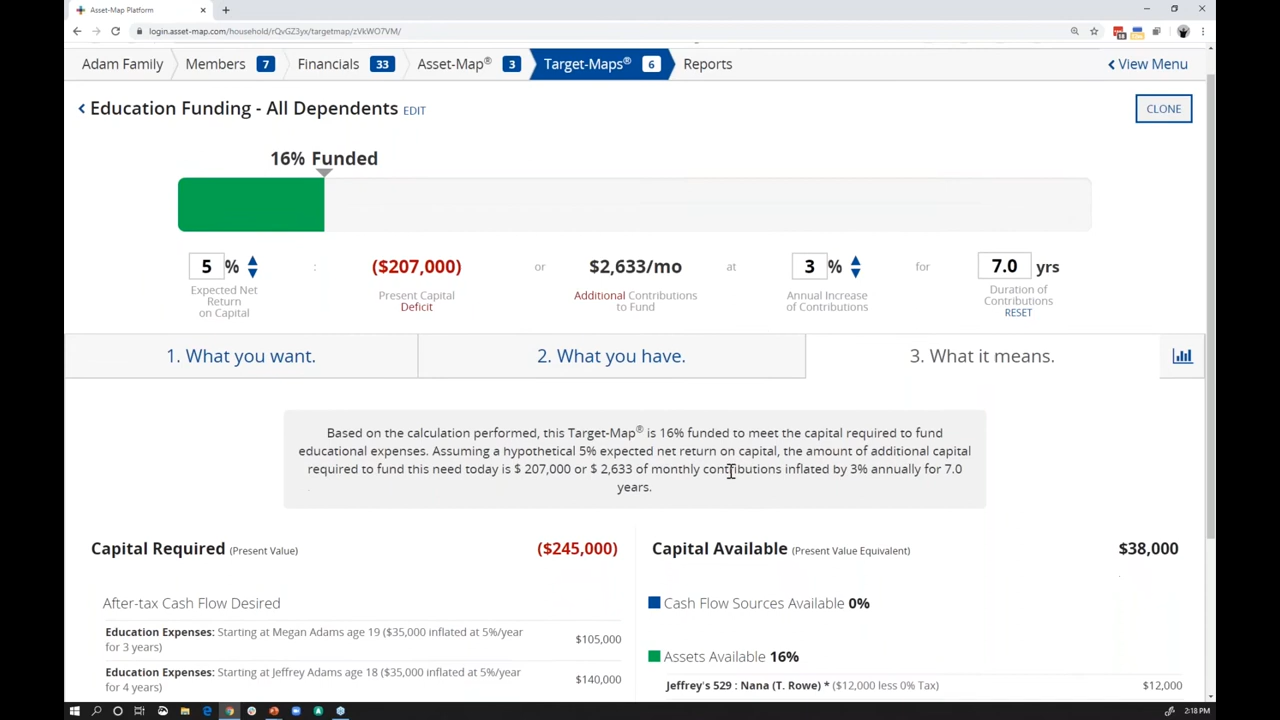 Asset-Map Platform
login.asset-map.com/household/rQvGZ3yx/targetmap/zVkWO7VM/
Adam Family Members 7 Financials 33 Asset-Map® 3 Target-Maps® 6 Reports View Menu
Education Funding - All Dependents EDIT CLONE
16% Funded
5 % : ($207,000) or $2,633/mo at 3 % for 7.0 yrs
Expected Net Present Capital Additional Contributions Annual Increase Duration of
Return Deficit to Fund of Contributions Contributions
on Capital RESET
1. What you want. 2. What you have. 3. What it means.
Based on the calculation performed, this Target-Map® is 16% funded to meet the capital required to fund
educational expenses. Assuming a hypothetical 5% expected net return on capital, the amount of additional capital
required to fund this need today is $ 207,000 or $ 2,633 of monthly contributions inflated by 3% annually for 7.0
years.
Capital Required (Present Value) ($245,000) Capital Available (Present Value Equivalent) $38,000
After-tax Cash Flow Desired Cash Flow Sources Available 0%
Education Expenses: Starting at Megan Adams age 19 ($35,000 inflated at 5%/year $105,000
for 3 years)
Assets Available 16%
Education Expenses: Starting at Jeffrey Adams age 18 ($35,000 inflated at 5%/year $140,000
for 4 years)
Jeffrey's 529 : Nana (T. Rowe) * ($12,000 less 0% Tax) $12,000
2:18 PM